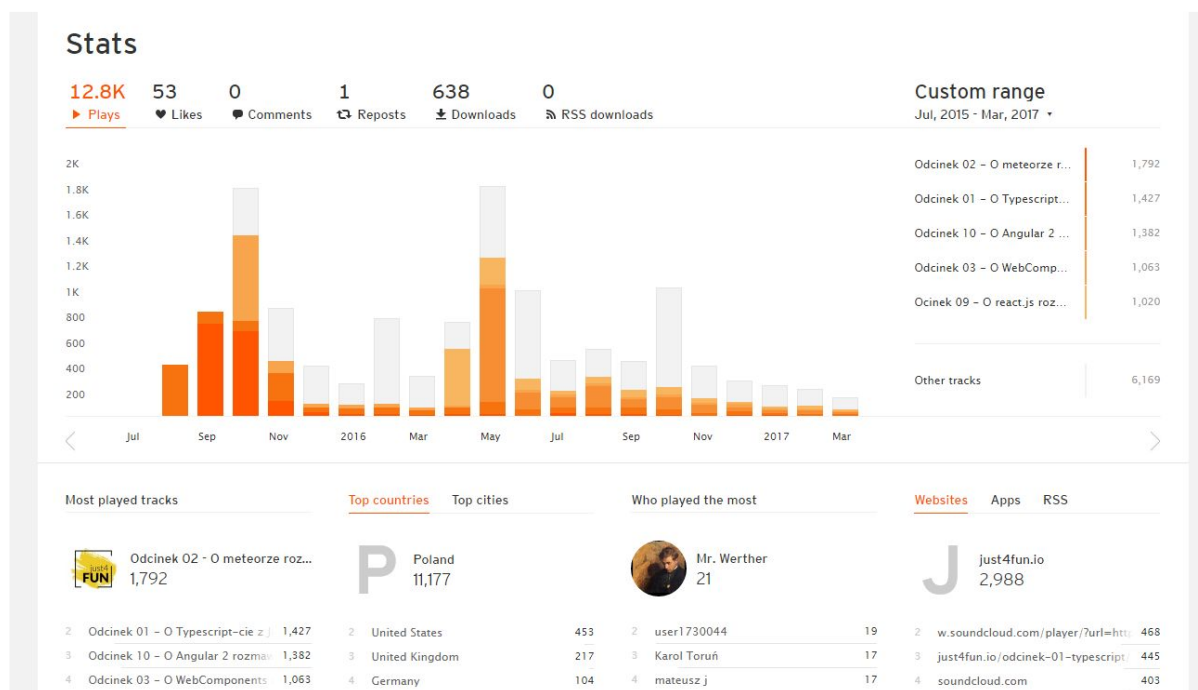 Stats
12.8K 53 0 1 638 0
Plays Likes Comments Reposts Downloads RSS downloads
Custom range
Jul, 2015 - Mar, 2017
2K
1.8K
1.6K
1.4K
1.2K
1K
800
600
400
200
Jul Sep Nov 2016 Mar May Jul Sep Nov 2017 Mar
Odcinek 02 – O meteorze r... 1,792
Odcinek 01 – O Typescript... 1,427
Odcinek 10 – O Angular 2 ... 1,382
Odcinek 03 – O WebComp... 1,063
Ocinek 09 – O react.js roz... 1,020
Other tracks 6,169
Most played tracks
just4
FUN
Odcinek 02 - O meteorze roz...
1,792
2 Odcinek 01 – O Typescript-cie z 1,427
3 Odcinek 10 – O Angular 2 rozmaw 1,382
4 Odcinek 03 – O WebComponents 1,063
Top countries Top cities
P
Poland
11,177
2 United States 453
3 United Kingdom 217
4 Germany 104
Who played the most
Mr. Werther
21
2 user1730044 19
3 Karol Toruń 17
4 mateusz j 17
Websites Apps RSS
J
just4fun.io
2,988
2 w.soundcloud.com/player/?url=htt 468
3 just4fun.io/odcinek-01-typescript/ 445
4 soundcloud.com 403